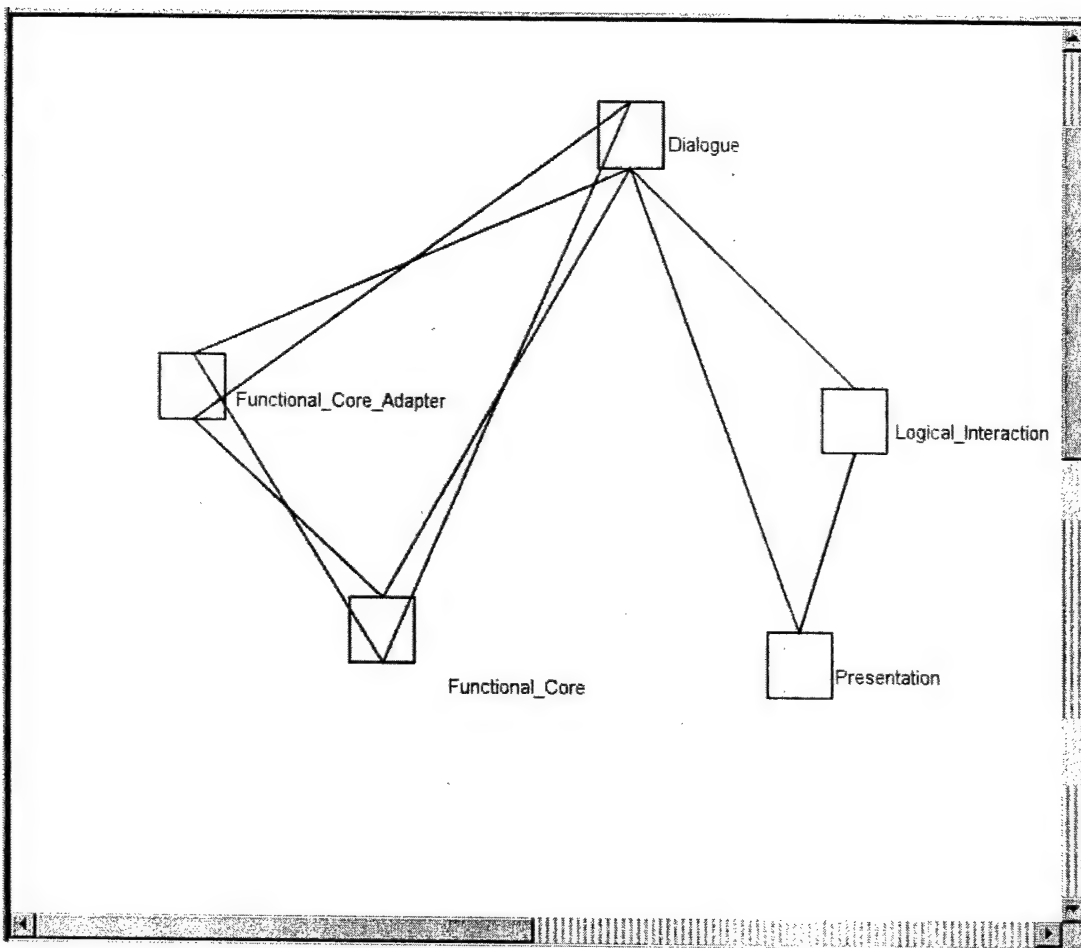 Dialogue
Functional_Core_Adapter
Logical_Interaction
Functional_Core
Presentation